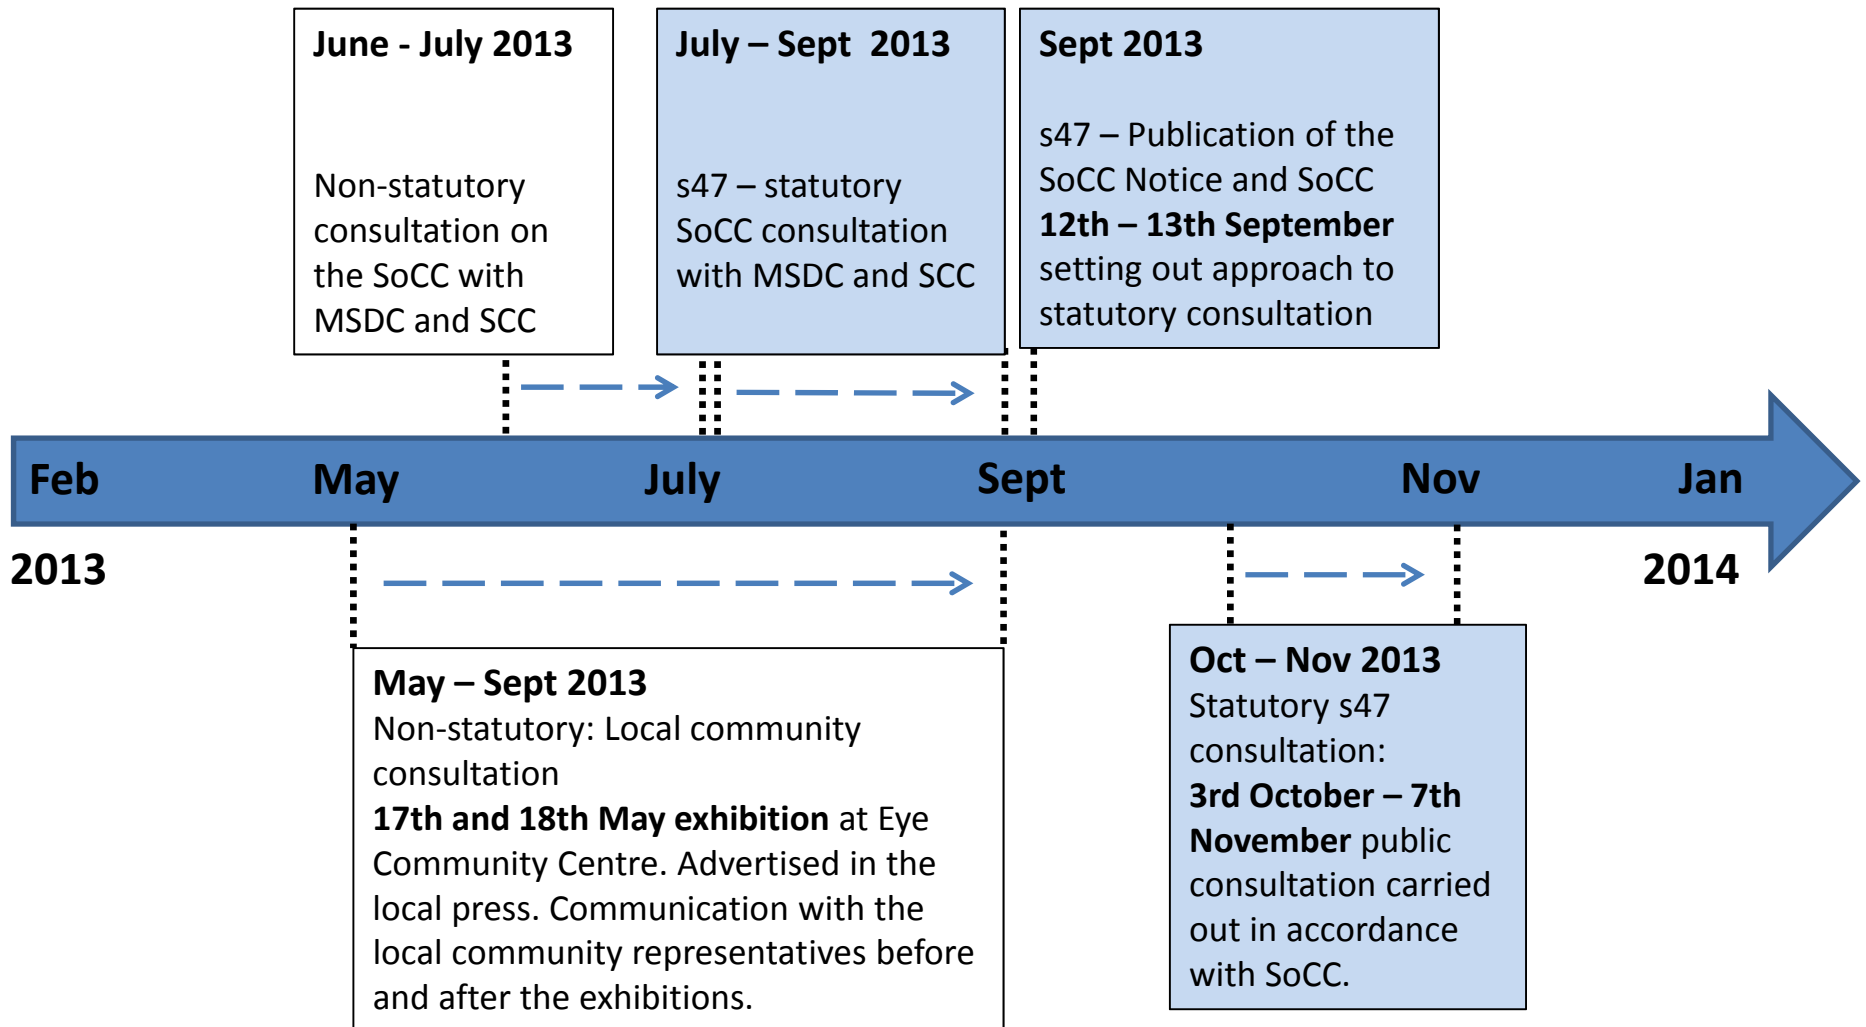 June - July 2013
Non-statutory
consultation on
the SoCC with
MSDC and SCC
July – Sept 2013
s47 – statutory
SoCC consultation
with MSDC and SCC
Sept 2013
s47 – Publication of the
SoCC Notice and SoCC
12th – 13th September
setting out approach to
statutory consultation
Feb May July Sept Nov Jan
2013 2014
May – Sept 2013
Non-statutory: Local community
consultation
17th and 18th May exhibition at Eye
Community Centre. Advertised in the
local press. Communication with the
local community representatives before
and after the exhibitions.
Oct – Nov 2013
Statutory s47
consultation:
3rd October – 7th
November public
consultation carried
out in accordance
with SoCC.